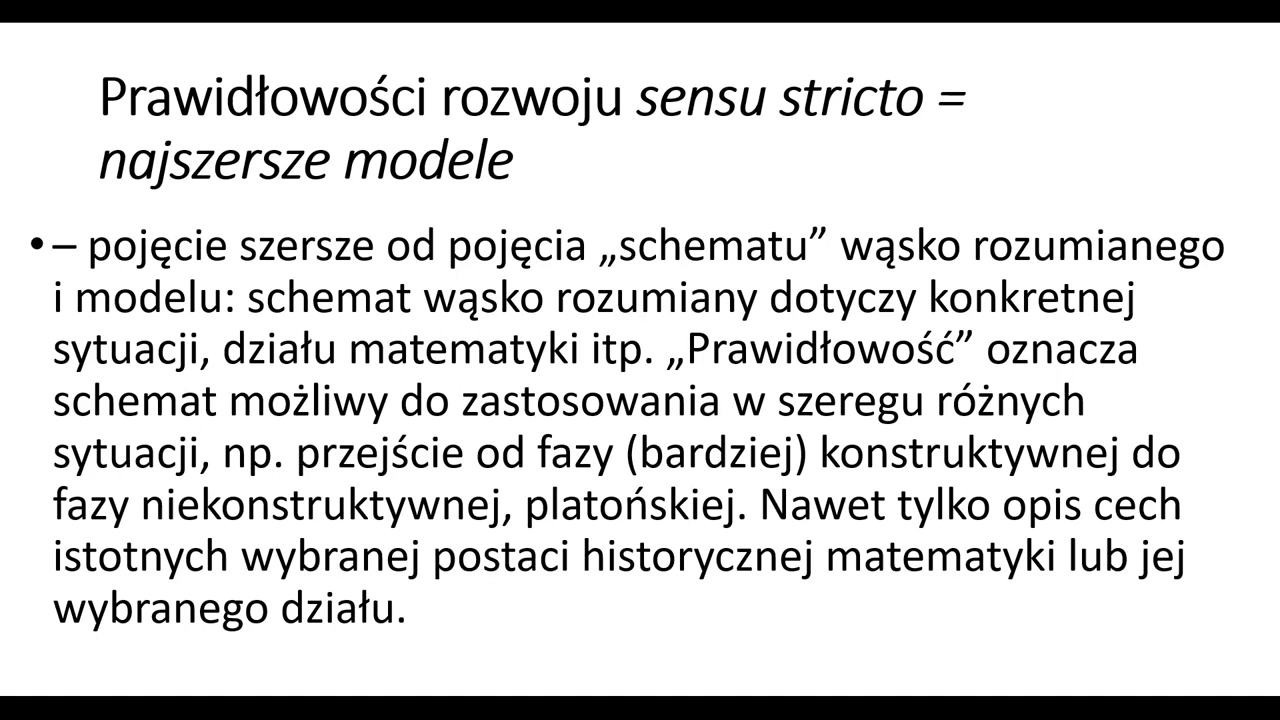 Prawidłowości rozwoju sensu stricto =
najszersze modele
• – pojęcie szersze od pojęcia „schematu” wąsko rozumianego
i modelu: schemat wąsko rozumiany dotyczy konkretnej
sytuacji, działu matematyki itp. „Prawidłowość” oznacza
schemat możliwy do zastosowania w szeregu różnych
sytuacji, np. przejście od fazy (bardziej) konstruktywnej do
fazy niekonstruktywnej, platońskiej. Nawet tylko opis cech
istotnych wybranej postaci historycznej matematyki lub jej
wybranego działu.